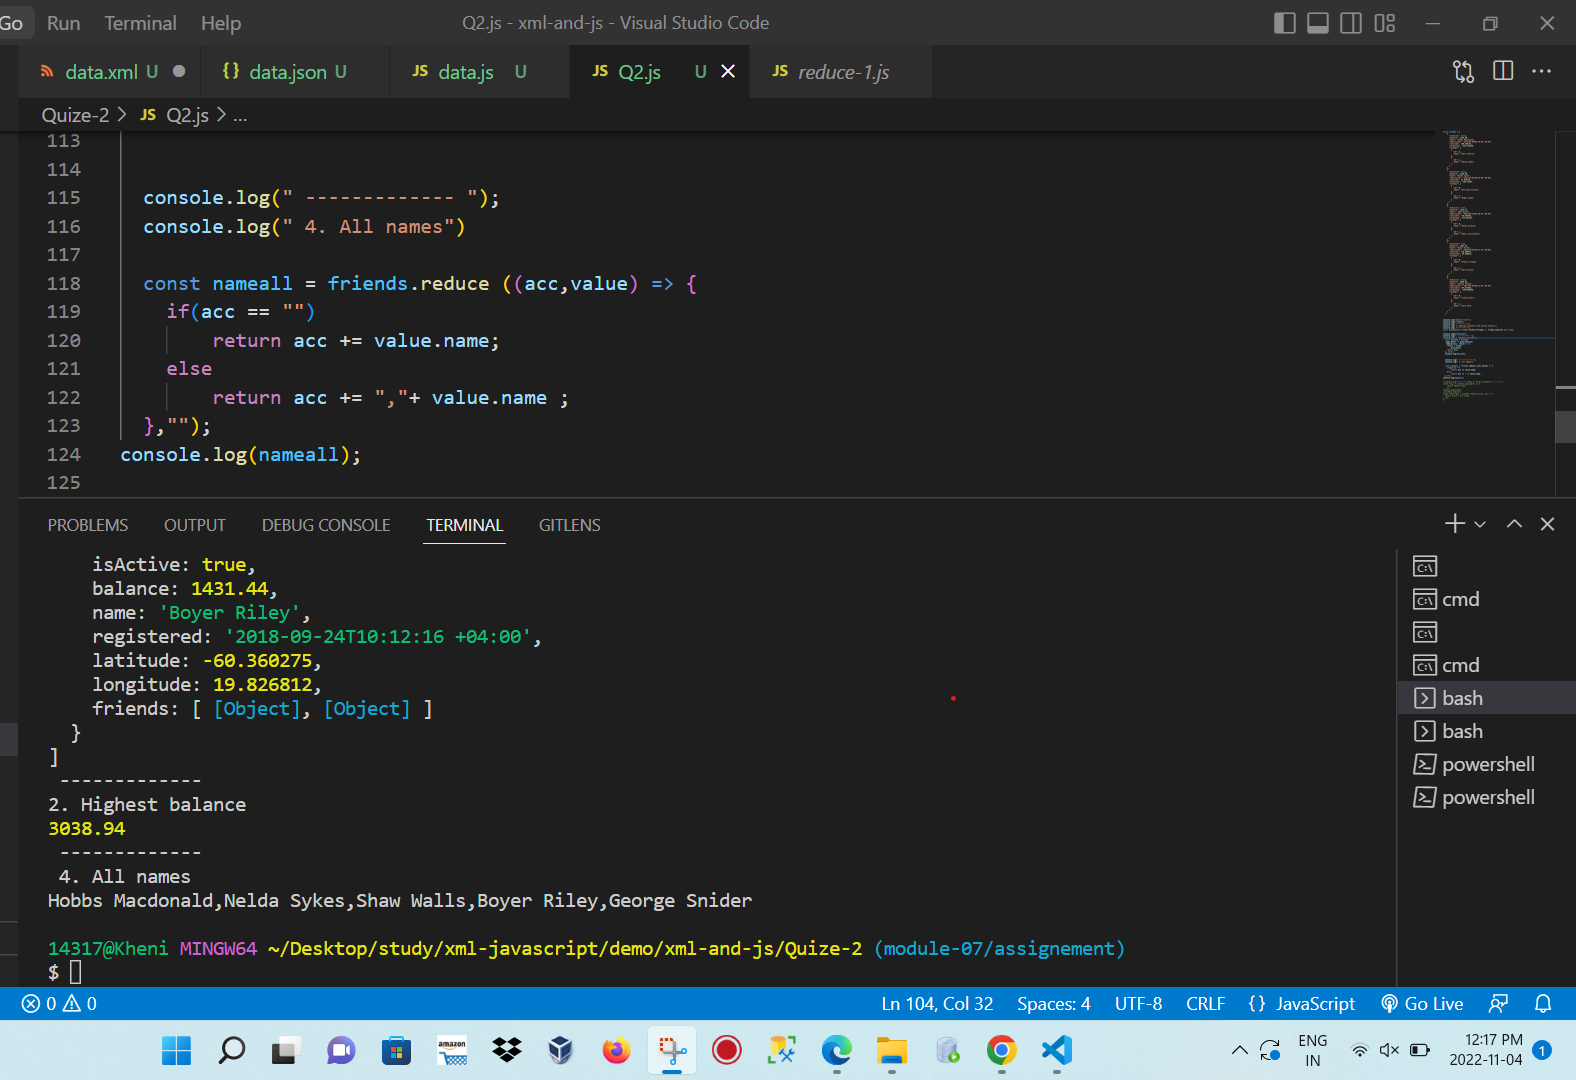 Go Run Terminal Help Q2.js - xml-and-js - Visual Studio Code
data.xml U {} data.json U JS data.js U JS Q2.js U JS reduce-1.js
Quize-2 > JS Q2.js > ...
113
114
115 console.log(" ------------- ");
116 console.log(" 4. All names")
117
118 const nameall = friends.reduce ((acc,value) => {
119 if(acc == "")
120 return acc += value.name;
121 else
122 return acc += ","+ value.name ;
123 },"");
124 console.log(nameall);
125
PROBLEMS OUTPUT DEBUG CONSOLE TERMINAL GITLENS
isActive: true,
balance: 1431.44,
name: 'Boyer Riley',
registered: '2018-09-24T10:12:16 +04:00',
latitude: -60.360275,
longitude: 19.826812,
friends: [ [Object], [Object] ]
}
]
-------------
2. Highest balance
3038.94
-------------
4. All names
Hobbs Macdonald,Nelda Sykes,Shaw Walls,Boyer Riley,George Snider
14317@Kheni MINGW64 ~/Desktop/study/xml-javascript/demo/xml-and-js/Quize-2 (module-07/assignement)
$
cmd
cmd
bash
bash
powershell
powershell
0 0 Ln 104, Col 32 Spaces: 4 UTF-8 CRLF {} JavaScript Go Live
amazon
ENG
IN
12:17 PM
2022-11-04
1